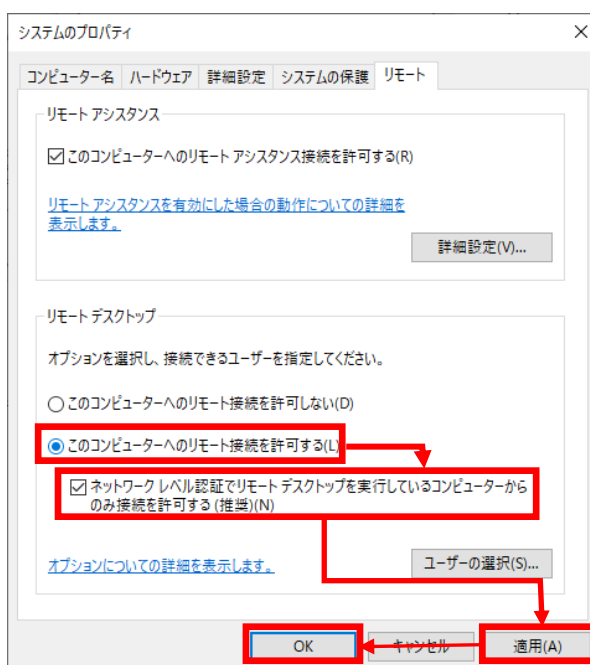 システムのプロパティ
コンピューター名 ハードウェア 詳細設定 システムの保護 リモート
リモート アシスタンス
このコンピューターへのリモート アシスタンス接続を許可する(R)
リモート アシスタンスを有効にした場合の動作についての詳細を
表示します。
詳細設定(V)...
リモート デスクトップ
オプションを選択し、接続できるユーザーを指定してください。
このコンピューターへのリモート接続を許可しない(D)
このコンピューターへのリモート接続を許可する(L)
ネットワーク レベル認証でリモート デスクトップを実行しているコンピューターから
のみ接続を許可する (推奨)(N)
オプションについての詳細を表示します。
ユーザーの選択(S)...
OK キャンセル 適用(A)